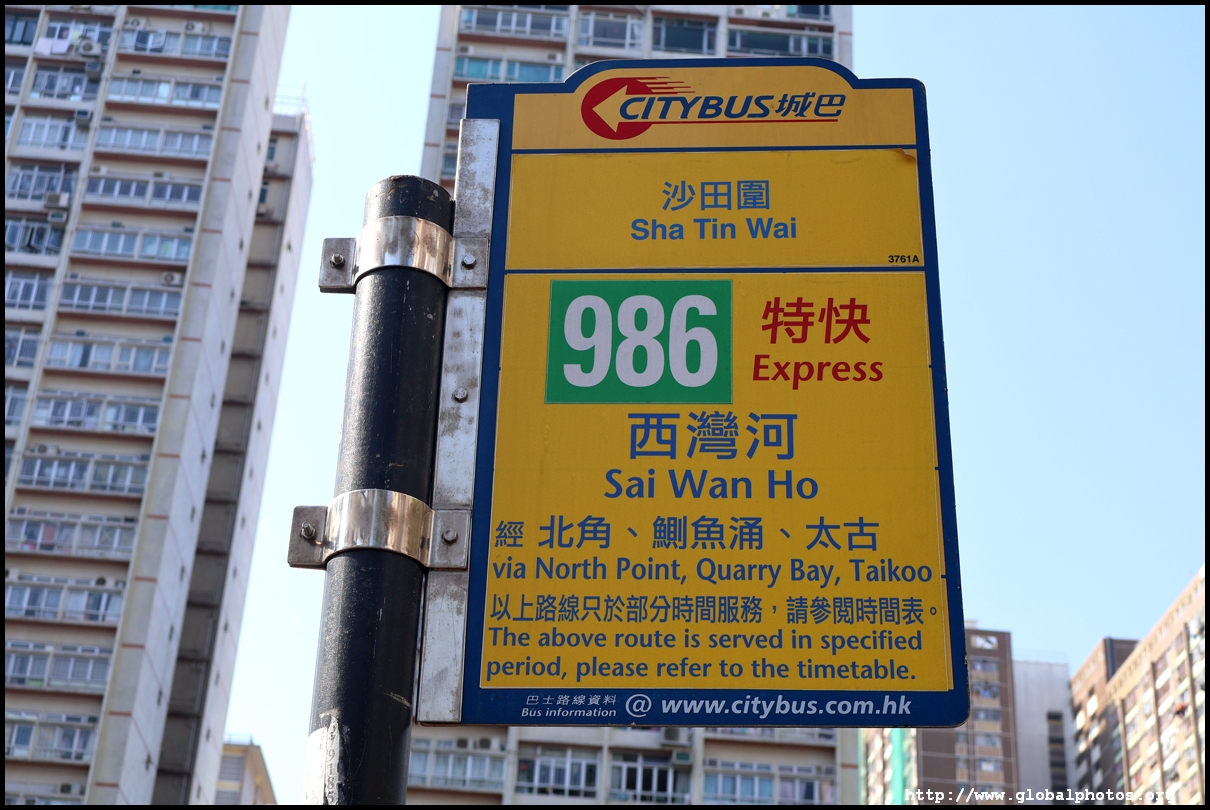 CITYBUS城巴
沙田圍
Sha Tin Wai
3761A
986
特快
Express
西灣河
Sai Wan Ho
經 北角、鰂魚涌、太古
via North Point, Quarry Bay, Taikoo
以上路線只於部分時間服務，請參閱時間表。
The above route is served in specified
period, please refer to the timetable.
巴士路線資料
Bus information @ www.citybus.com.hk
http://www.globalphotos.org